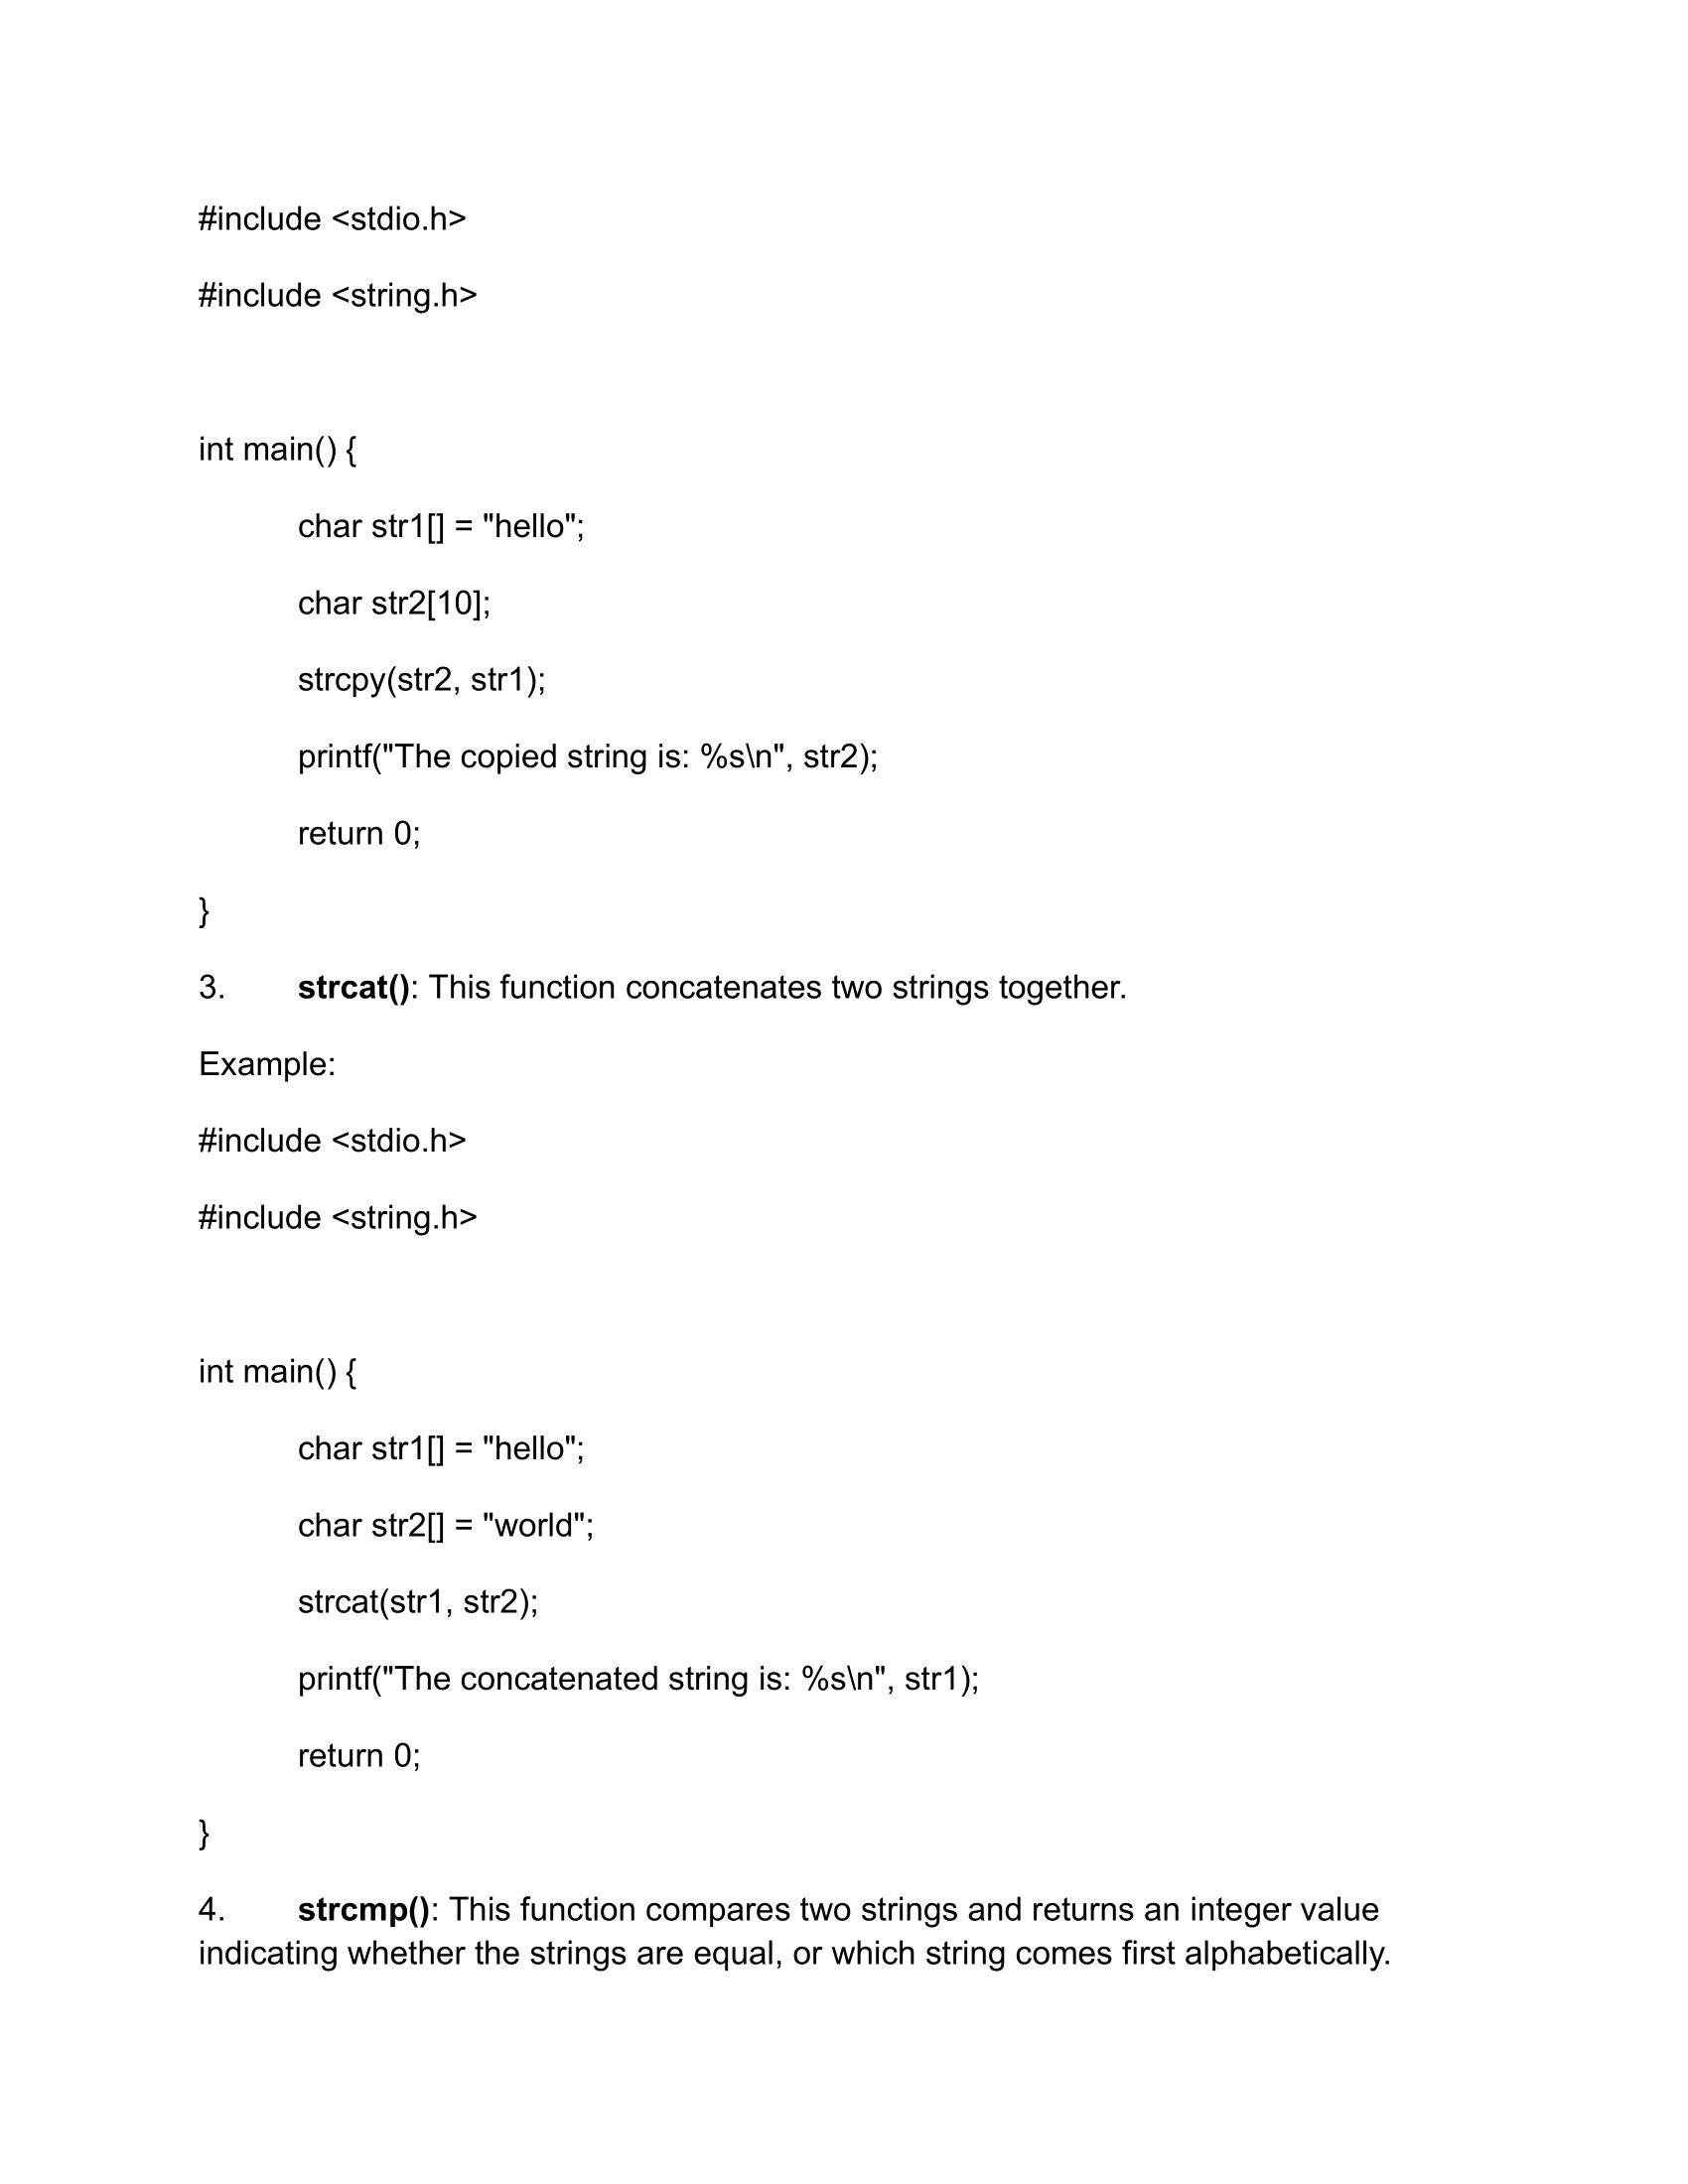 #include <stdio.h>
#include <string.h>
int main() {
char str1[] = "hello";
char str2[10];
strcpy(str2, str1);
printf("The copied string is: %s\n", str2);
return 0;
}
3. strcat(): This function concatenates two strings together.
Example:
#include <stdio.h>
#include <string.h>
int main() {
char str1[] = "hello";
char str2[] = "world";
strcat(str1, str2);
printf("The concatenated string is: %s\n", str1);
return 0;
}
4. strcmp(): This function compares two strings and returns an integer value
indicating whether the strings are equal, or which string comes first alphabetically.